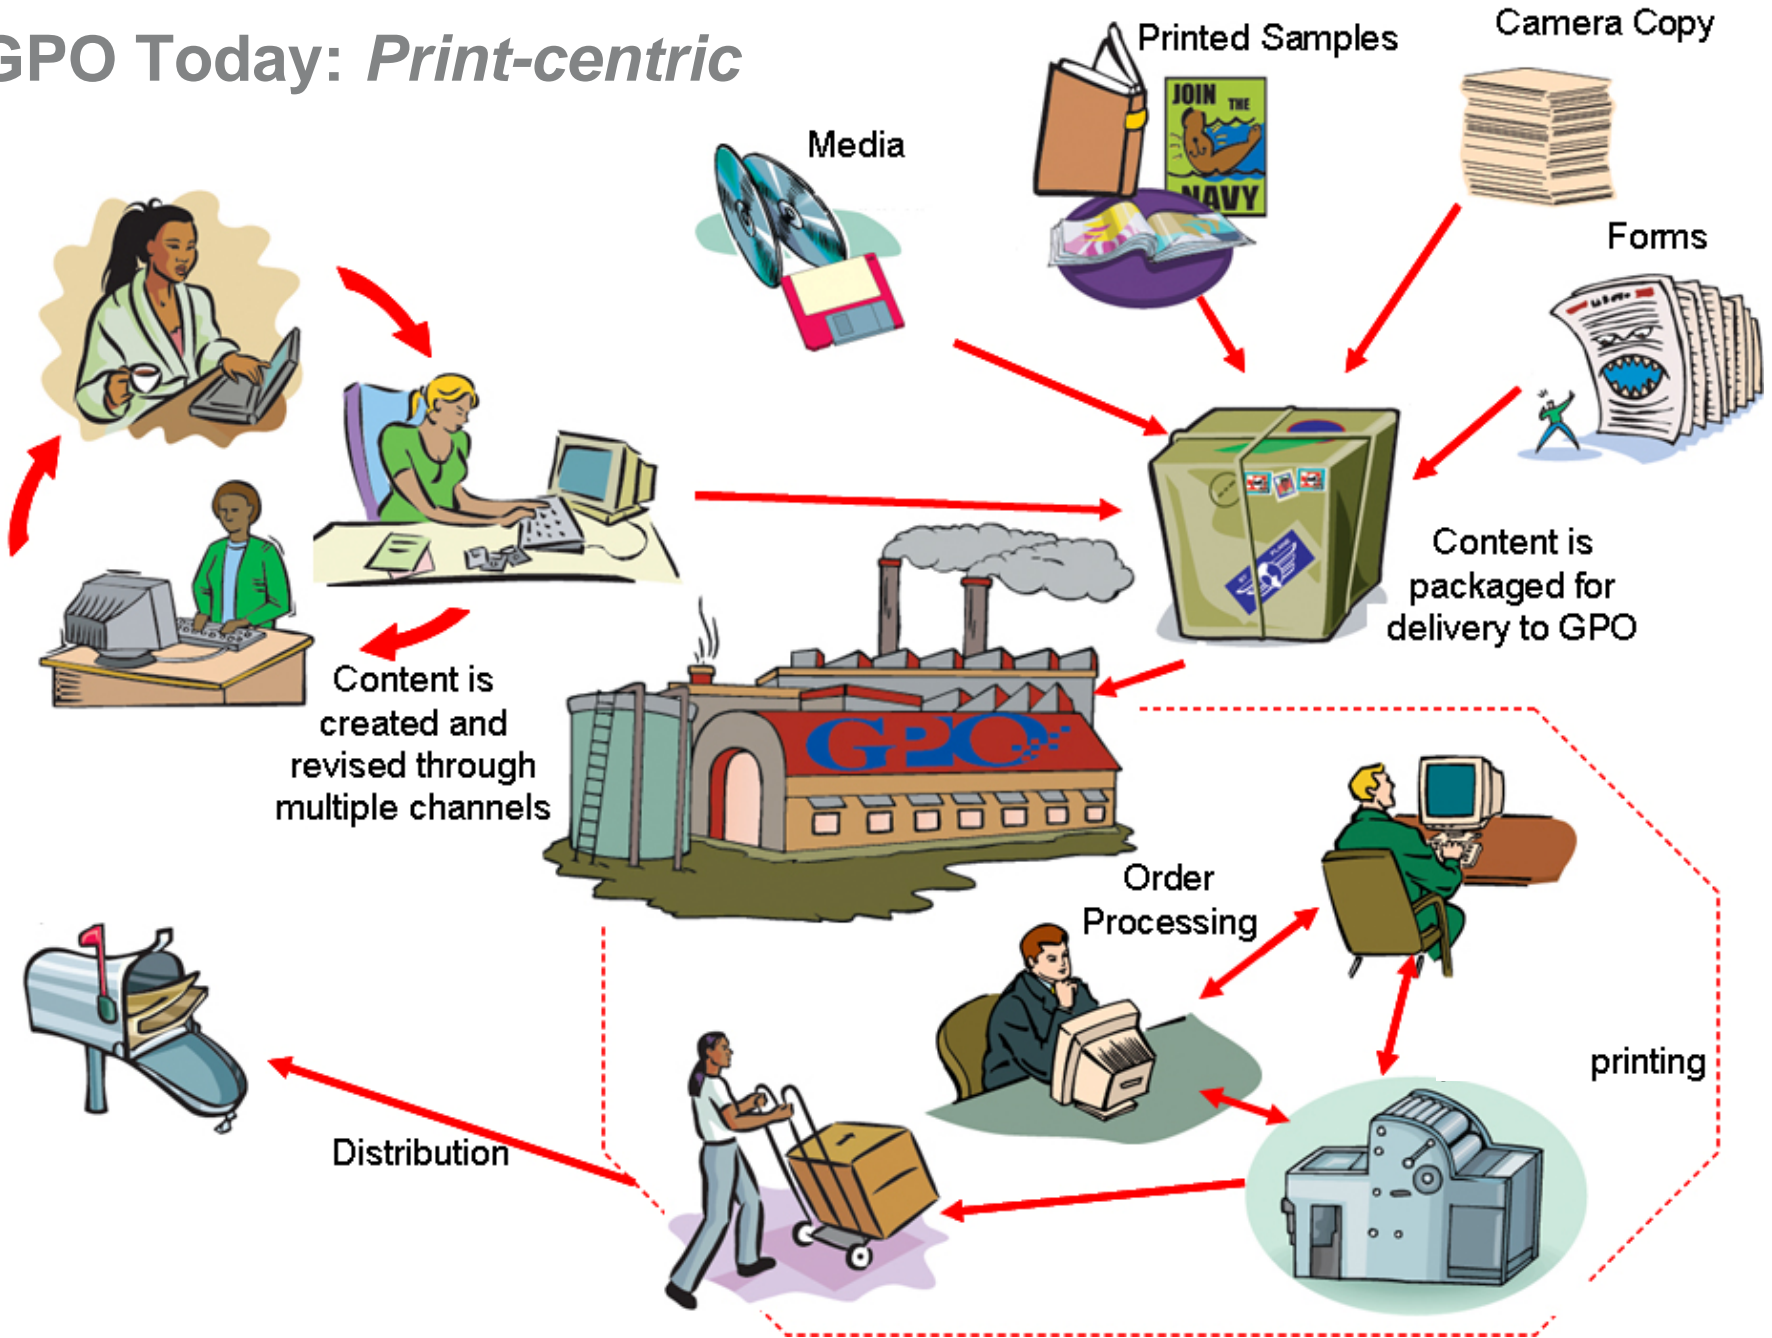 GPO Today: Print-centric
Printed Samples
Camera Copy
Media
JOIN THE
NAVY
Forms
Content is
packaged for
delivery to GPO
Content is
created and
revised through
multiple channels
GPO
Order
Processing
printing
Distribution